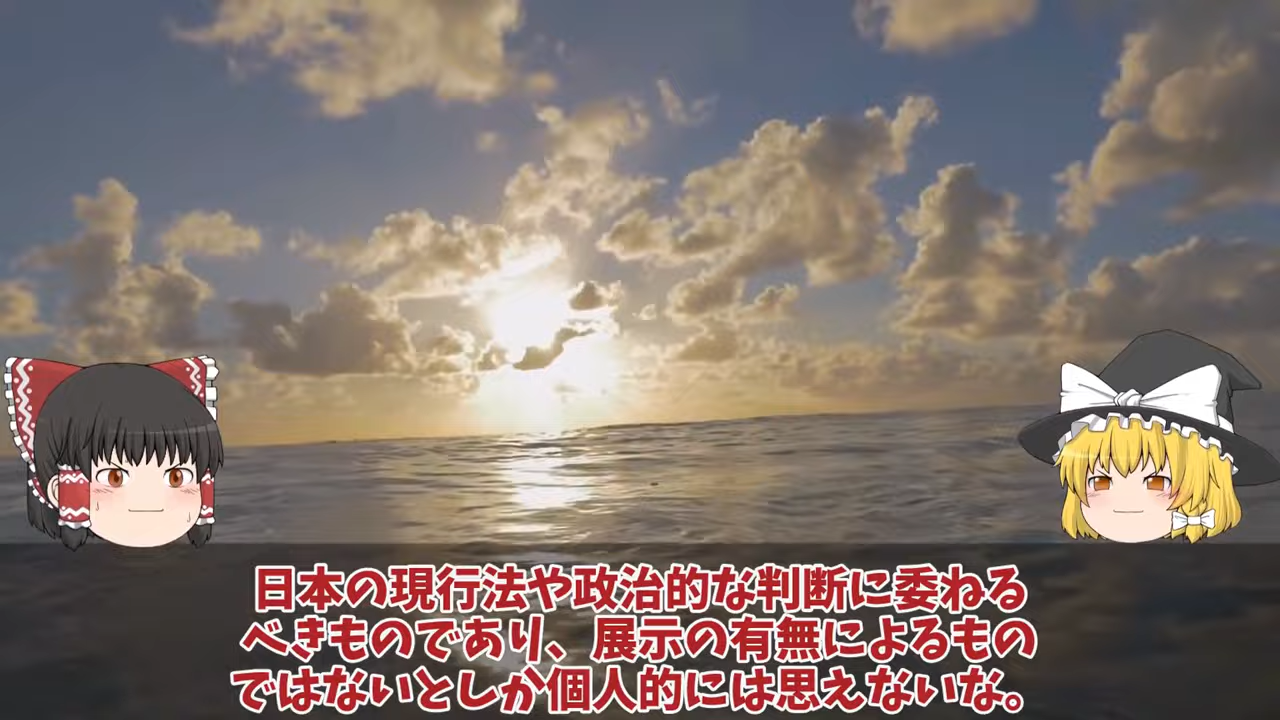 日本の現行法や政治的な判断に委ねる
べきものであり、展示の有無によるもの
ではないとしか個人的には思えないな。